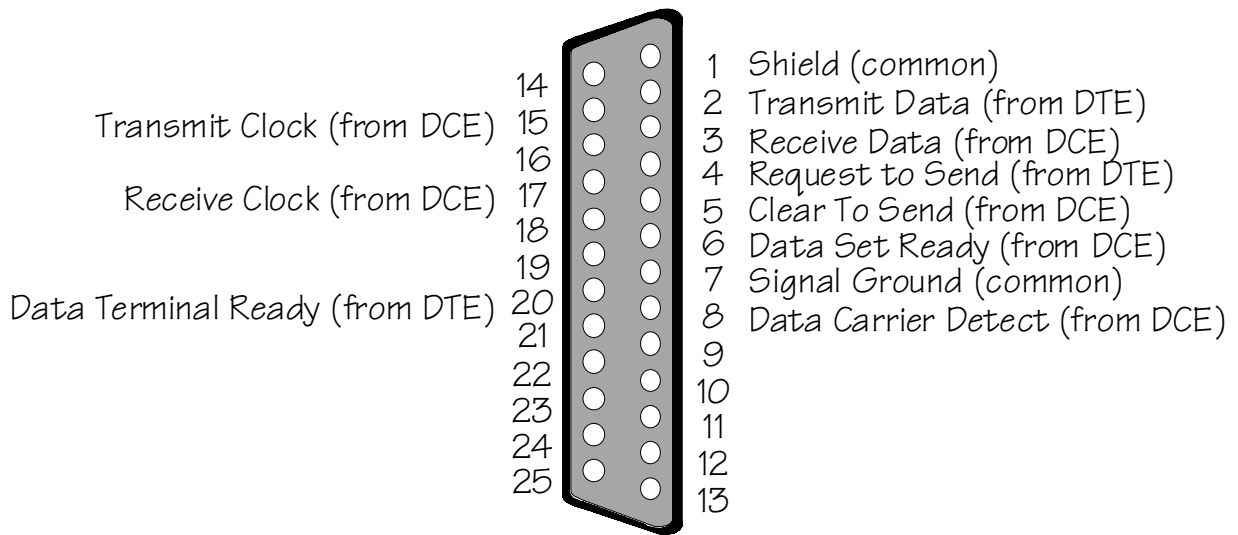 14
Transmit Clock (from DCE) 15
16
Receive Clock (from DCE) 17
18
19
Data Terminal Ready (from DTE) 20
21
22
23
24
25
1 Shield (common)
2 Transmit Data (from DTE)
3 Receive Data (from DCE)
4 Request to Send (from DTE)
5 Clear To Send (from DCE)
6 Data Set Ready (from DCE)
7 Signal Ground (common)
8 Data Carrier Detect (from DCE)
9
10
11
12
13